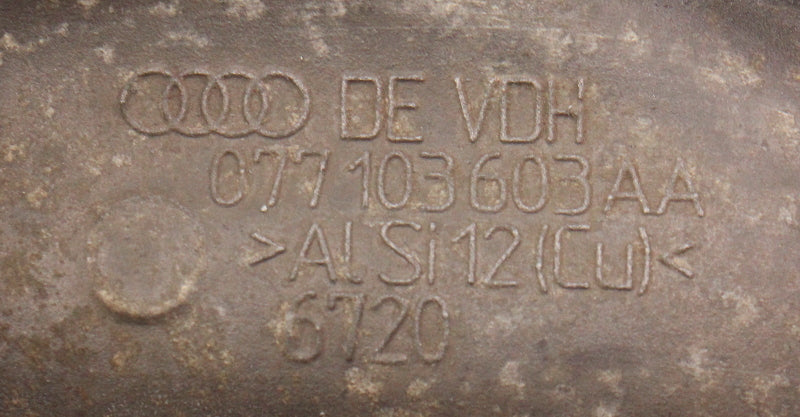 DE VDH
077 103 603 AA
>AlSi12(Cu)<
6720